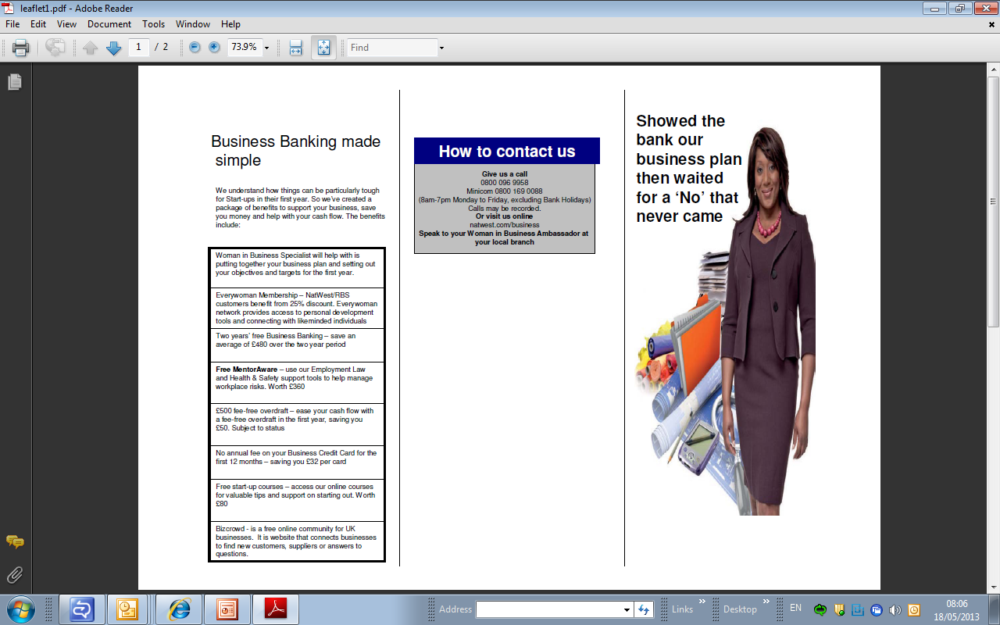 leaflet1.pdf - Adobe Reader
File Edit View Document Tools Window Help
1 / 2 73.9% Find
Business Banking made
simple
We understand how things can be particularly tough
for Start-ups in their first year. So we've created a
package of benefits to support your business, save
you money and help with your cash flow. The benefits
include:
Woman in Business Specialist will help with is
putting together your business plan and setting out
your objectives and targets for the first year.
Everywoman Membership – NatWest/RBS
customers benefit from 25% discount. Everywoman
network provides access to personal development
tools and connecting with likeminded individuals
Two years' free Business Banking – save an
average of £480 over the two year period
Free MentorAware – use our Employment Law
and Health & Safety support tools to help manage
workplace risks. Worth £360
£500 fee-free overdraft – ease your cash flow with
a fee-free overdraft in the first year, saving you
£50. Subject to status
No annual fee on your Business Credit Card for the
first 12 months – saving you £32 per card
Free start-up courses – access our online courses
for valuable tips and support on starting out. Worth
£80
Bizcrowd - is a free online community for UK
businesses. It is website that connects businesses
to find new customers, suppliers or answers to
questions.
How to contact us
Give us a call
0800 096 9958
Minicom 0800 169 0088
(8am-7pm Monday to Friday, excluding Bank Holidays)
Calls may be recorded.
Or visit us online
natwest.com/business
Speak to your Woman in Business Ambassador at
your local branch
Showed the
bank our
business plan
then waited
for a ‘No’ that
never came
Address Links » Desktop » EN 08:06
18/05/2013